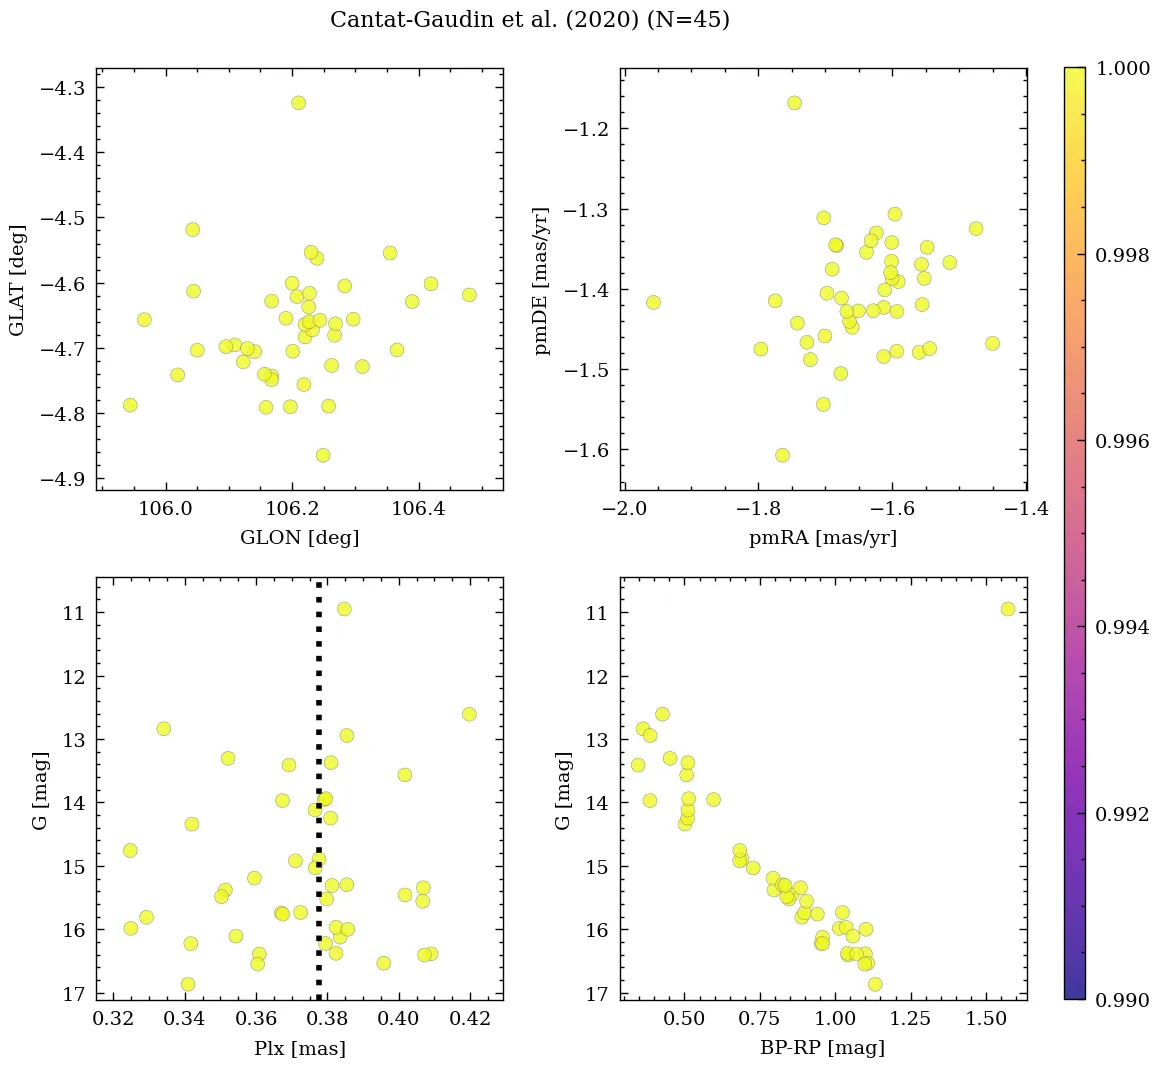 Cantat-Gaudin et al. (2020) (N=45)
−4.3
−4.4
−4.5
−4.6
−4.7
−4.8
−4.9
GLAT [deg]
106.0 106.2 106.4
GLON [deg]
−1.2
−1.3
−1.4
−1.5
−1.6
pmDE [mas/yr]
−2.0 −1.8 −1.6 −1.4
pmRA [mas/yr]
11
12
13
14
15
16
17
G [mag]
0.32 0.34 0.36 0.38 0.40 0.42
Plx [mas]
11
12
13
14
15
16
17
G [mag]
0.50 0.75 1.00 1.25 1.50
BP-RP [mag]
1.000
0.998
0.996
0.994
0.992
0.990